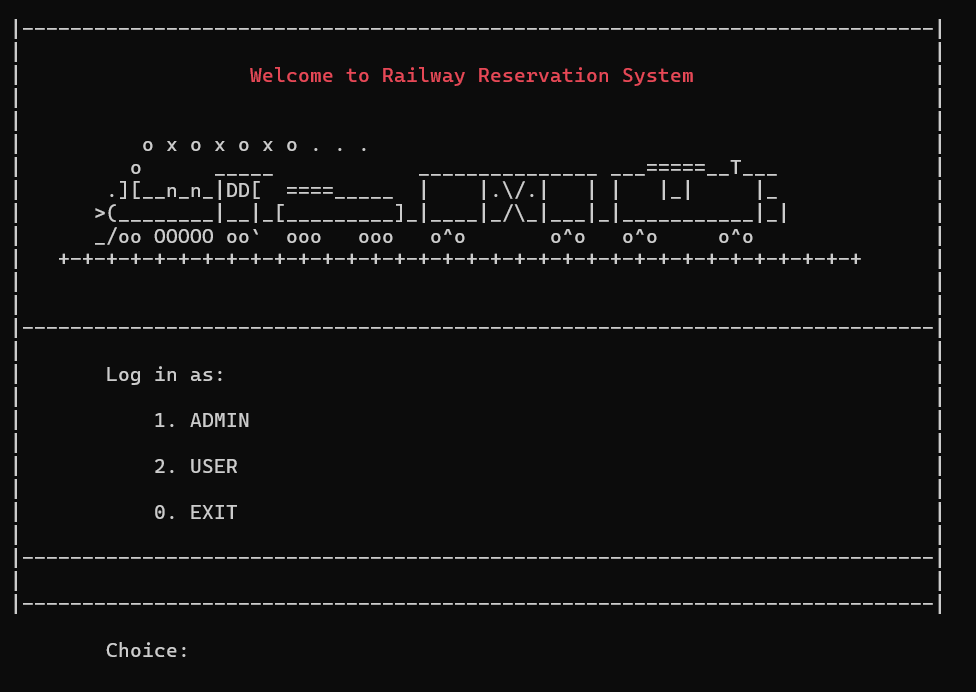 Welcome to Railway Reservation System
o x o x o x o . . .
Log in as:
1. ADMIN
2. USER
0. EXIT
Choice: